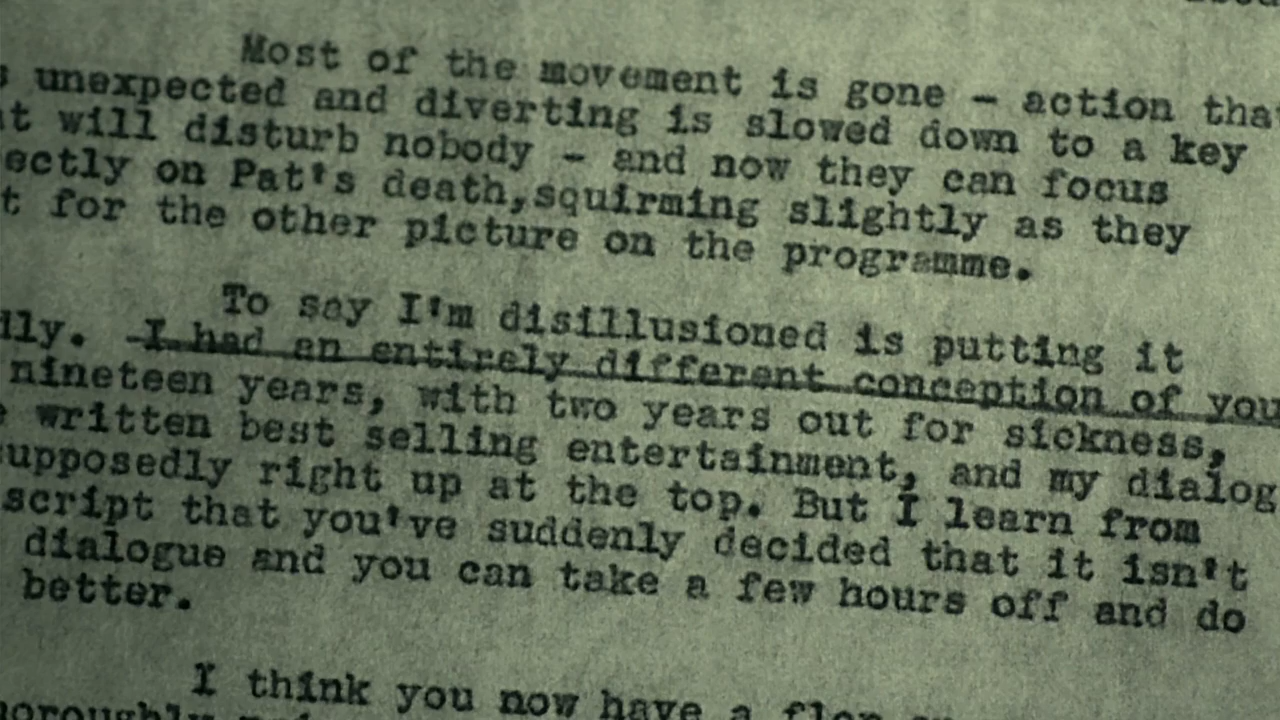 Most of the movement is gone - action tha
s unexpected and diverting is slowed down to a key
t will disturb nobody - and now they can focus
ectly on Pat's death,squirming slightly as they
t for the other picture on the programme.
To say I'm disillusioned is putting it
dly. I had an entirely different conception of you
nineteen years, with two years out for sickness,
e written best selling entertainment, and my dialog
upposedly right up at the top. But I learn from
script that you've suddenly decided that it isn't
dialogue and you can take a few hours off and do
better.
I think you now have a flop
oroughly